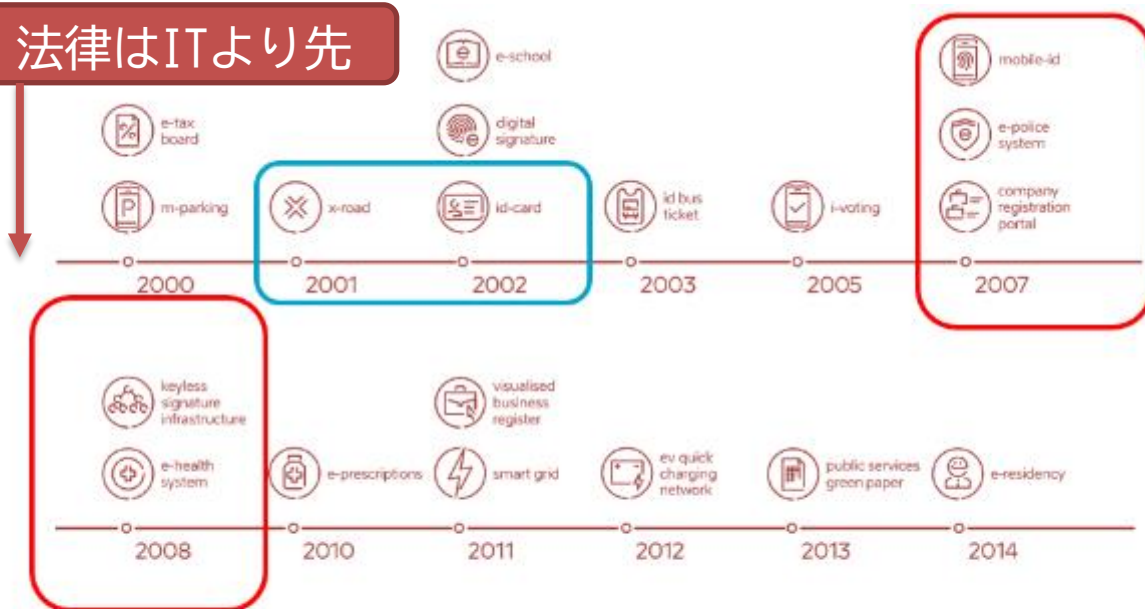 法律はITより先
e-tax
board
m-parking
2000
x-road
2001
e-school
digital
signature
id-card
2002
id bus
ticket
2003
i-voting
2005
mobile-id
e-police
system
company
registration
portal
2007
keyless
signature
infrastructure
e-health
system
2008
e-prescriptions
2010
visualised
business
register
smart grid
2011
ev quick
charging
network
2012
public services
green paper
2013
e-residency
2014